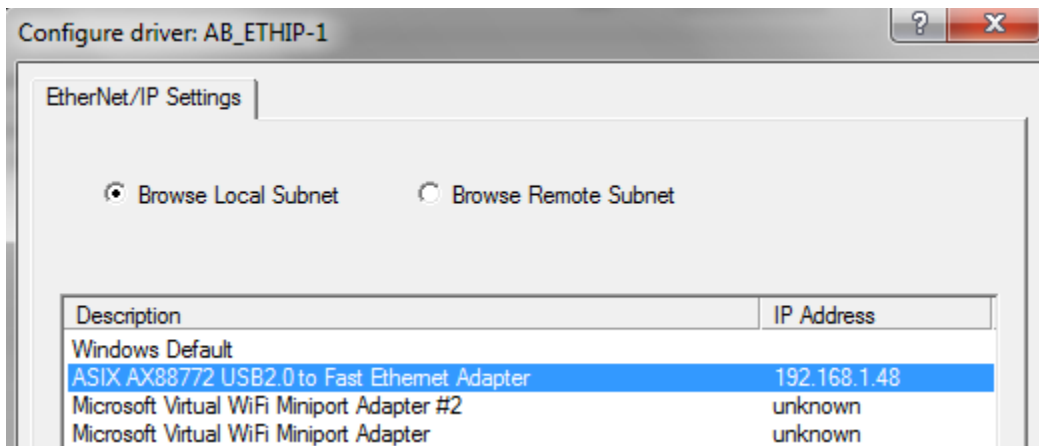 Configure driver: AB_ETHIP-1
?
X
EtherNet/IP Settings
Browse Local Subnet Browse Remote Subnet
Description IP Address
Windows Default
ASIX AX88772 USB2.0 to Fast Ethernet Adapter 192.168.1.48
Microsoft Virtual WiFi Miniport Adapter #2 unknown
Microsoft Virtual WiFi Miniport Adapter unknown